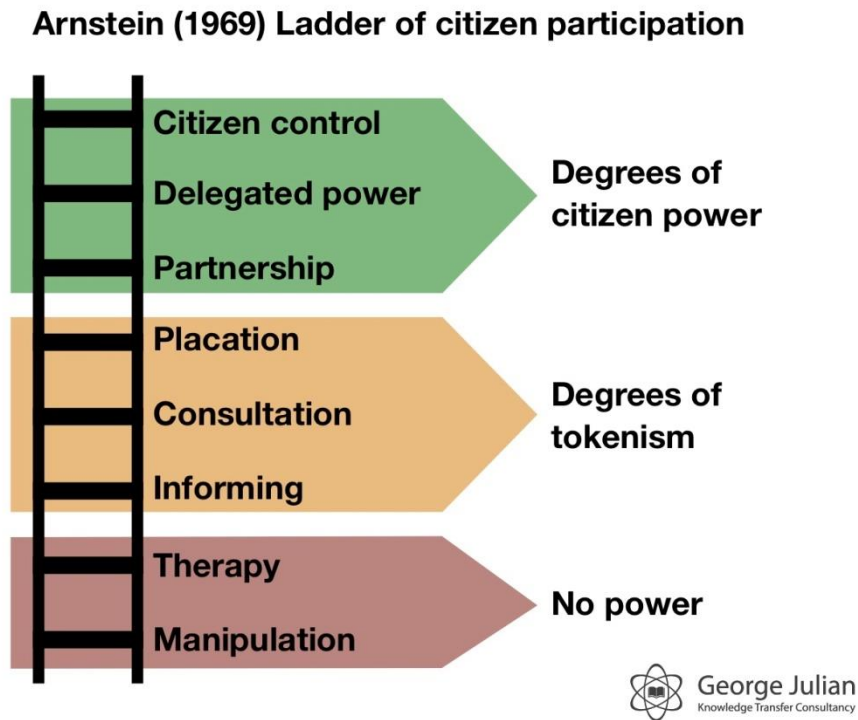 Arnstein (1969) Ladder of citizen participation
Citizen control
Delegated power
Partnership
Degrees of
citizen power
Placation
Consultation
Informing
Degrees of
tokenism
Therapy
Manipulation
No power
George Julian
Knowledge Transfer Consultancy